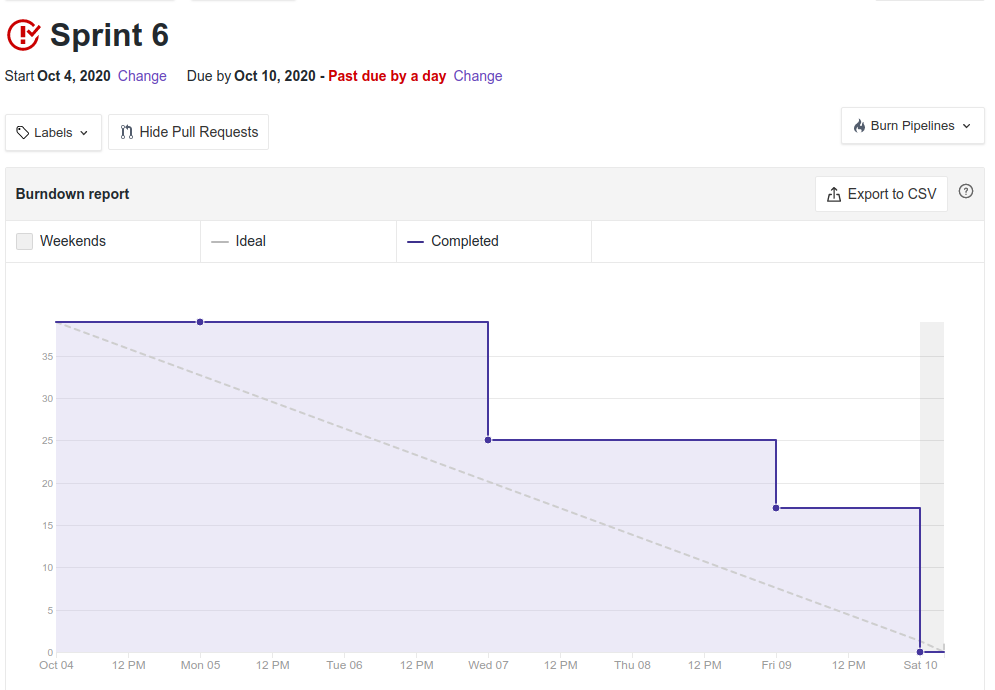 Sprint 6
Start Oct 4, 2020 Change Due by Oct 10, 2020 - Past due by a day Change
Labels Hide Pull Requests Burn Pipelines
Burndown report Export to CSV ?
Weekends Ideal Completed
35
30
25
20
15
10
5
0
Oct 04 12 PM Mon 05 12 PM Tue 06 12 PM Wed 07 12 PM Thu 08 12 PM Fri 09 12 PM Sat 10